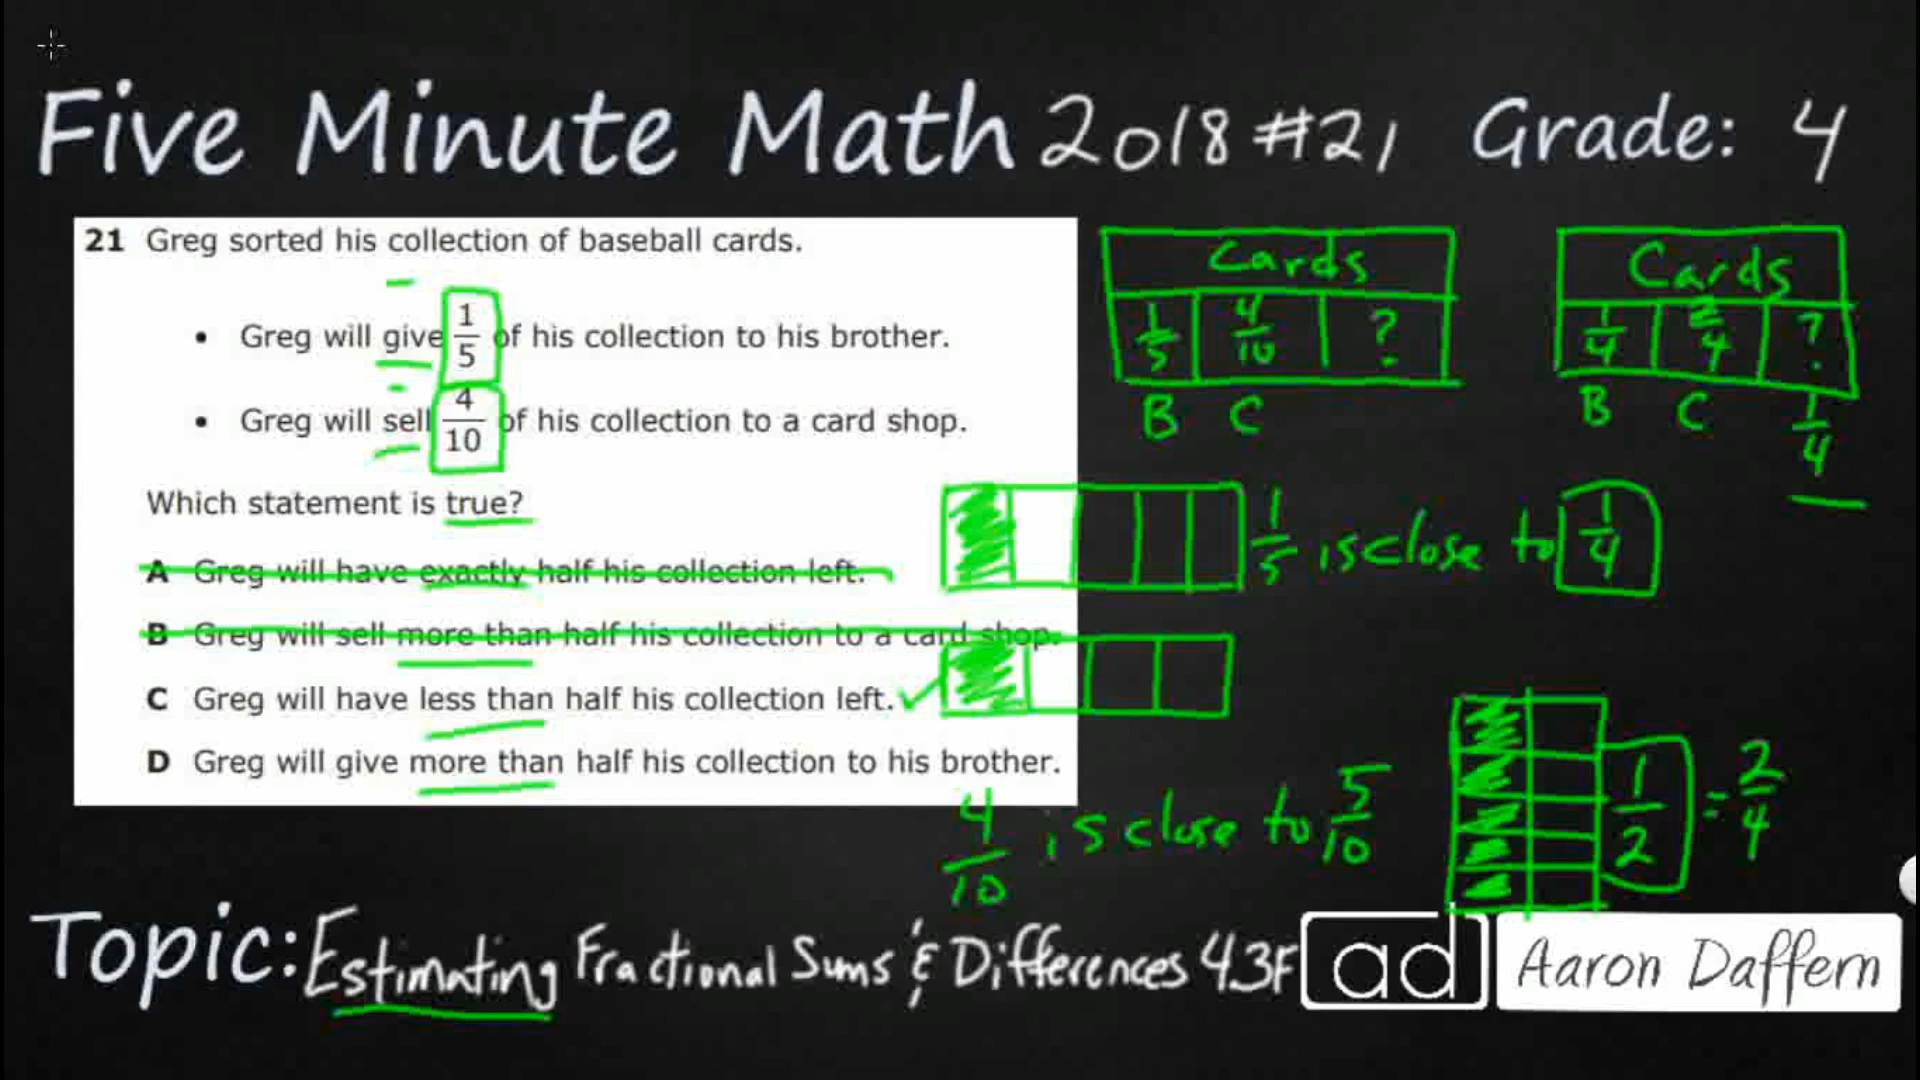 Five Minute Math 2018 #21 Grade: 4
21 Greg sorted his collection of baseball cards.
• Greg will give 1/5 of his collection to his brother.
• Greg will sell 4/10 of his collection to a card shop.
Which statement is true?
A Greg will have exactly half his collection left.
B Greg will sell more than half his collection to a card shop.
C Greg will have less than half his collection left.
D Greg will give more than half his collection to his brother.
Cards
1/5 4/10 ?
B C
Cards
1/4 2/4 ?
B C 1/4
1/5 is close to 1/4
4/10 is close to 5/10
1/2 = 2/4
Topic: Estimating Fractional Sums & Differences 4.3F
ad Aaron Daffern